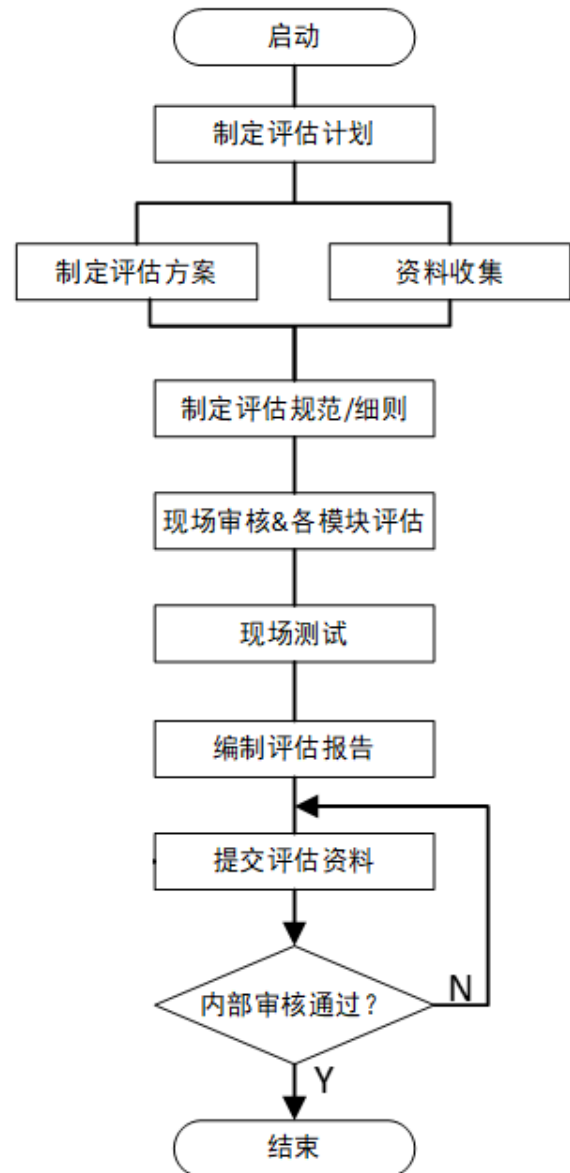 启动
制定评估计划
制定评估方案
资料收集
制定评估规范/细则
现场审核&各模块评估
现场测试
编制评估报告
提交评估资料
内部审核通过？
N
Y
结束